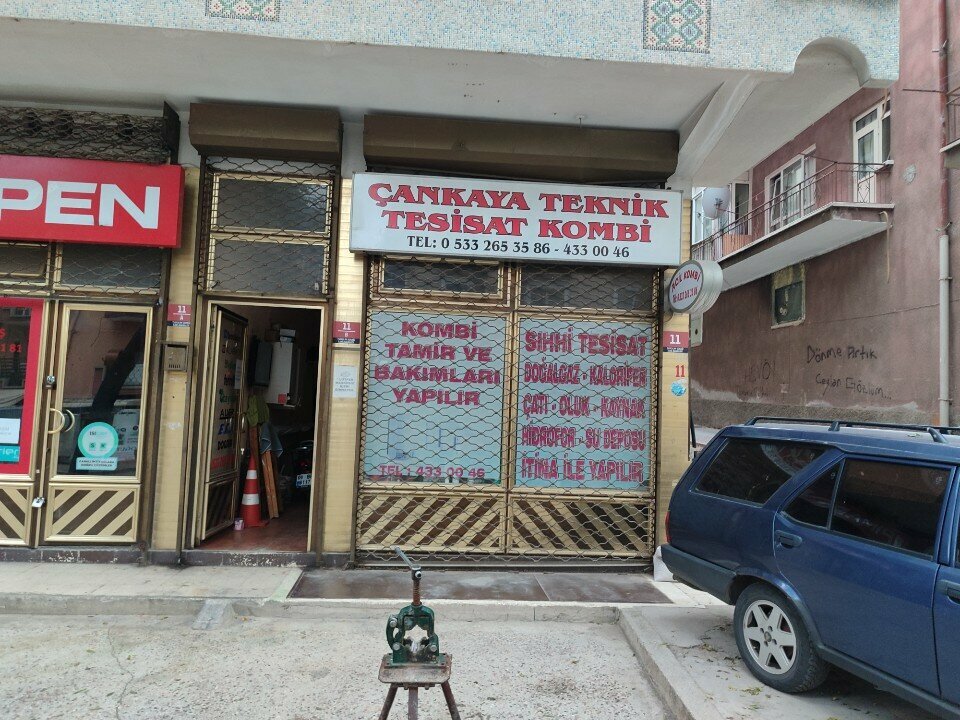 PEN
ÇANKAYA TEKNİK
TESİSAT KOMBİ
TEL: 0 533 265 35 86 - 433 00 46
KOMBİ
TAMİR VE
BAKIMLARI
YAPILIR
TEL: 433 00 46
SIHHİ TESİSAT
DOĞALGAZ - KALORİFER
ÇATI - OLUK - KAYNAK
HİDROFOR - SU DEPOSU
İTİNA İLE YAPILIR
11
11
11
11
Dönme Artık